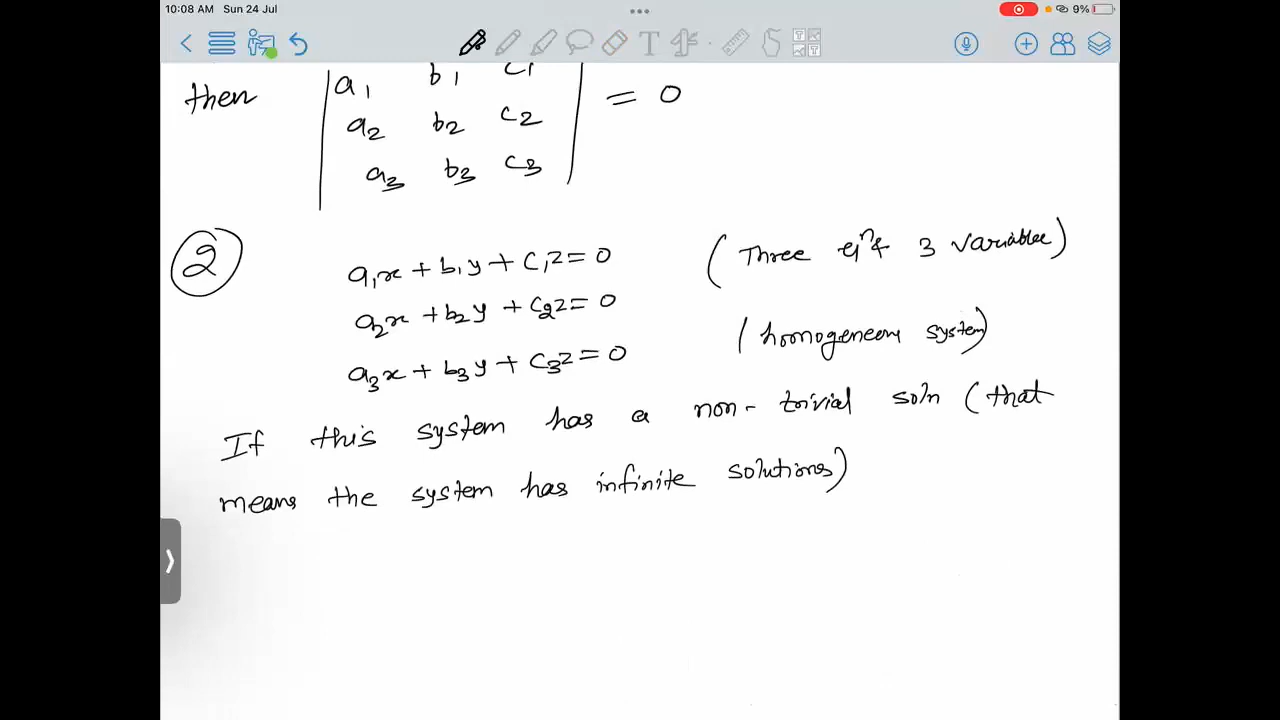 10:08 AM Sun 24 Jul
9%
T
then | a1 b1 c1 |
| a2 b2 c2 | = 0
| a3 b3 c3 |
2
a1x + b1y + c1z = 0 (Three eqn & 3 variables)
a2x + b2y + c2z = 0
a3x + b3y + c3z = 0 (homogeneous system)
If this system has a non-trivial soln (that
means the system has infinite solutions)